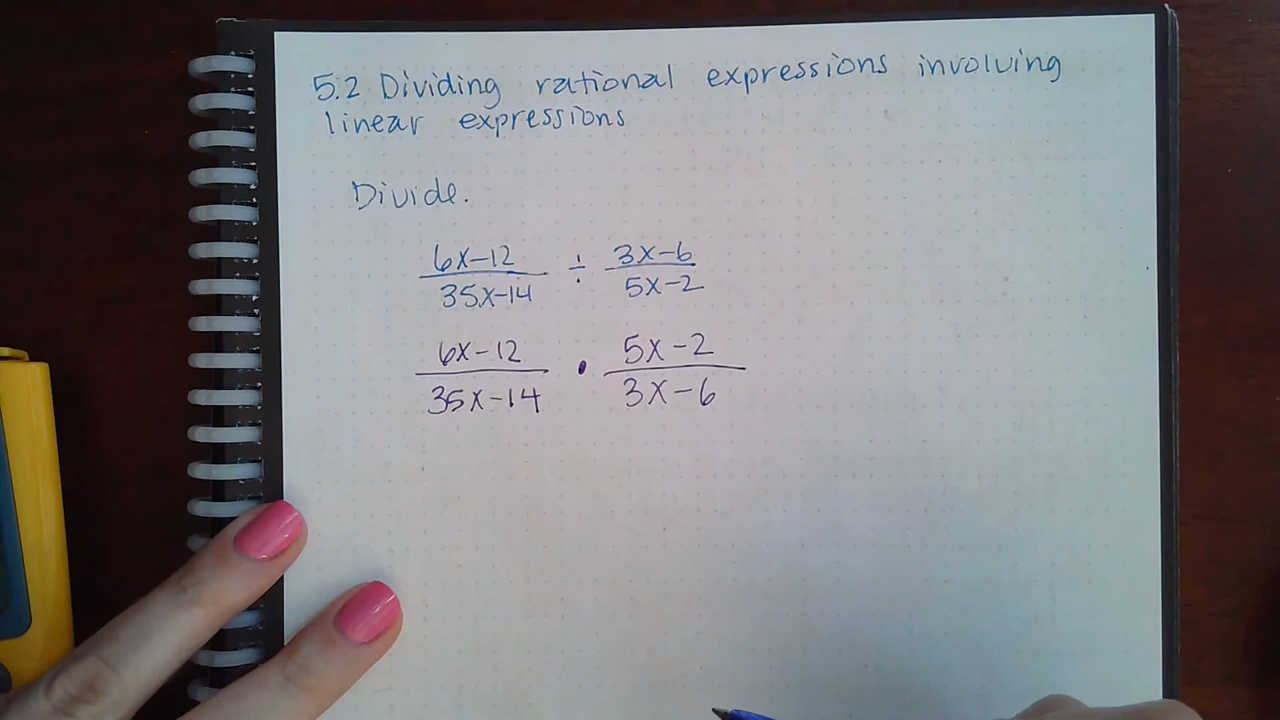 5.2 Dividing rational expressions involving
linear expressions
Divide.
6x-12 / 35x-14 ÷ 3x-6 / 5x-2
6x-12 / 35x-14 · 5x-2 / 3x-6